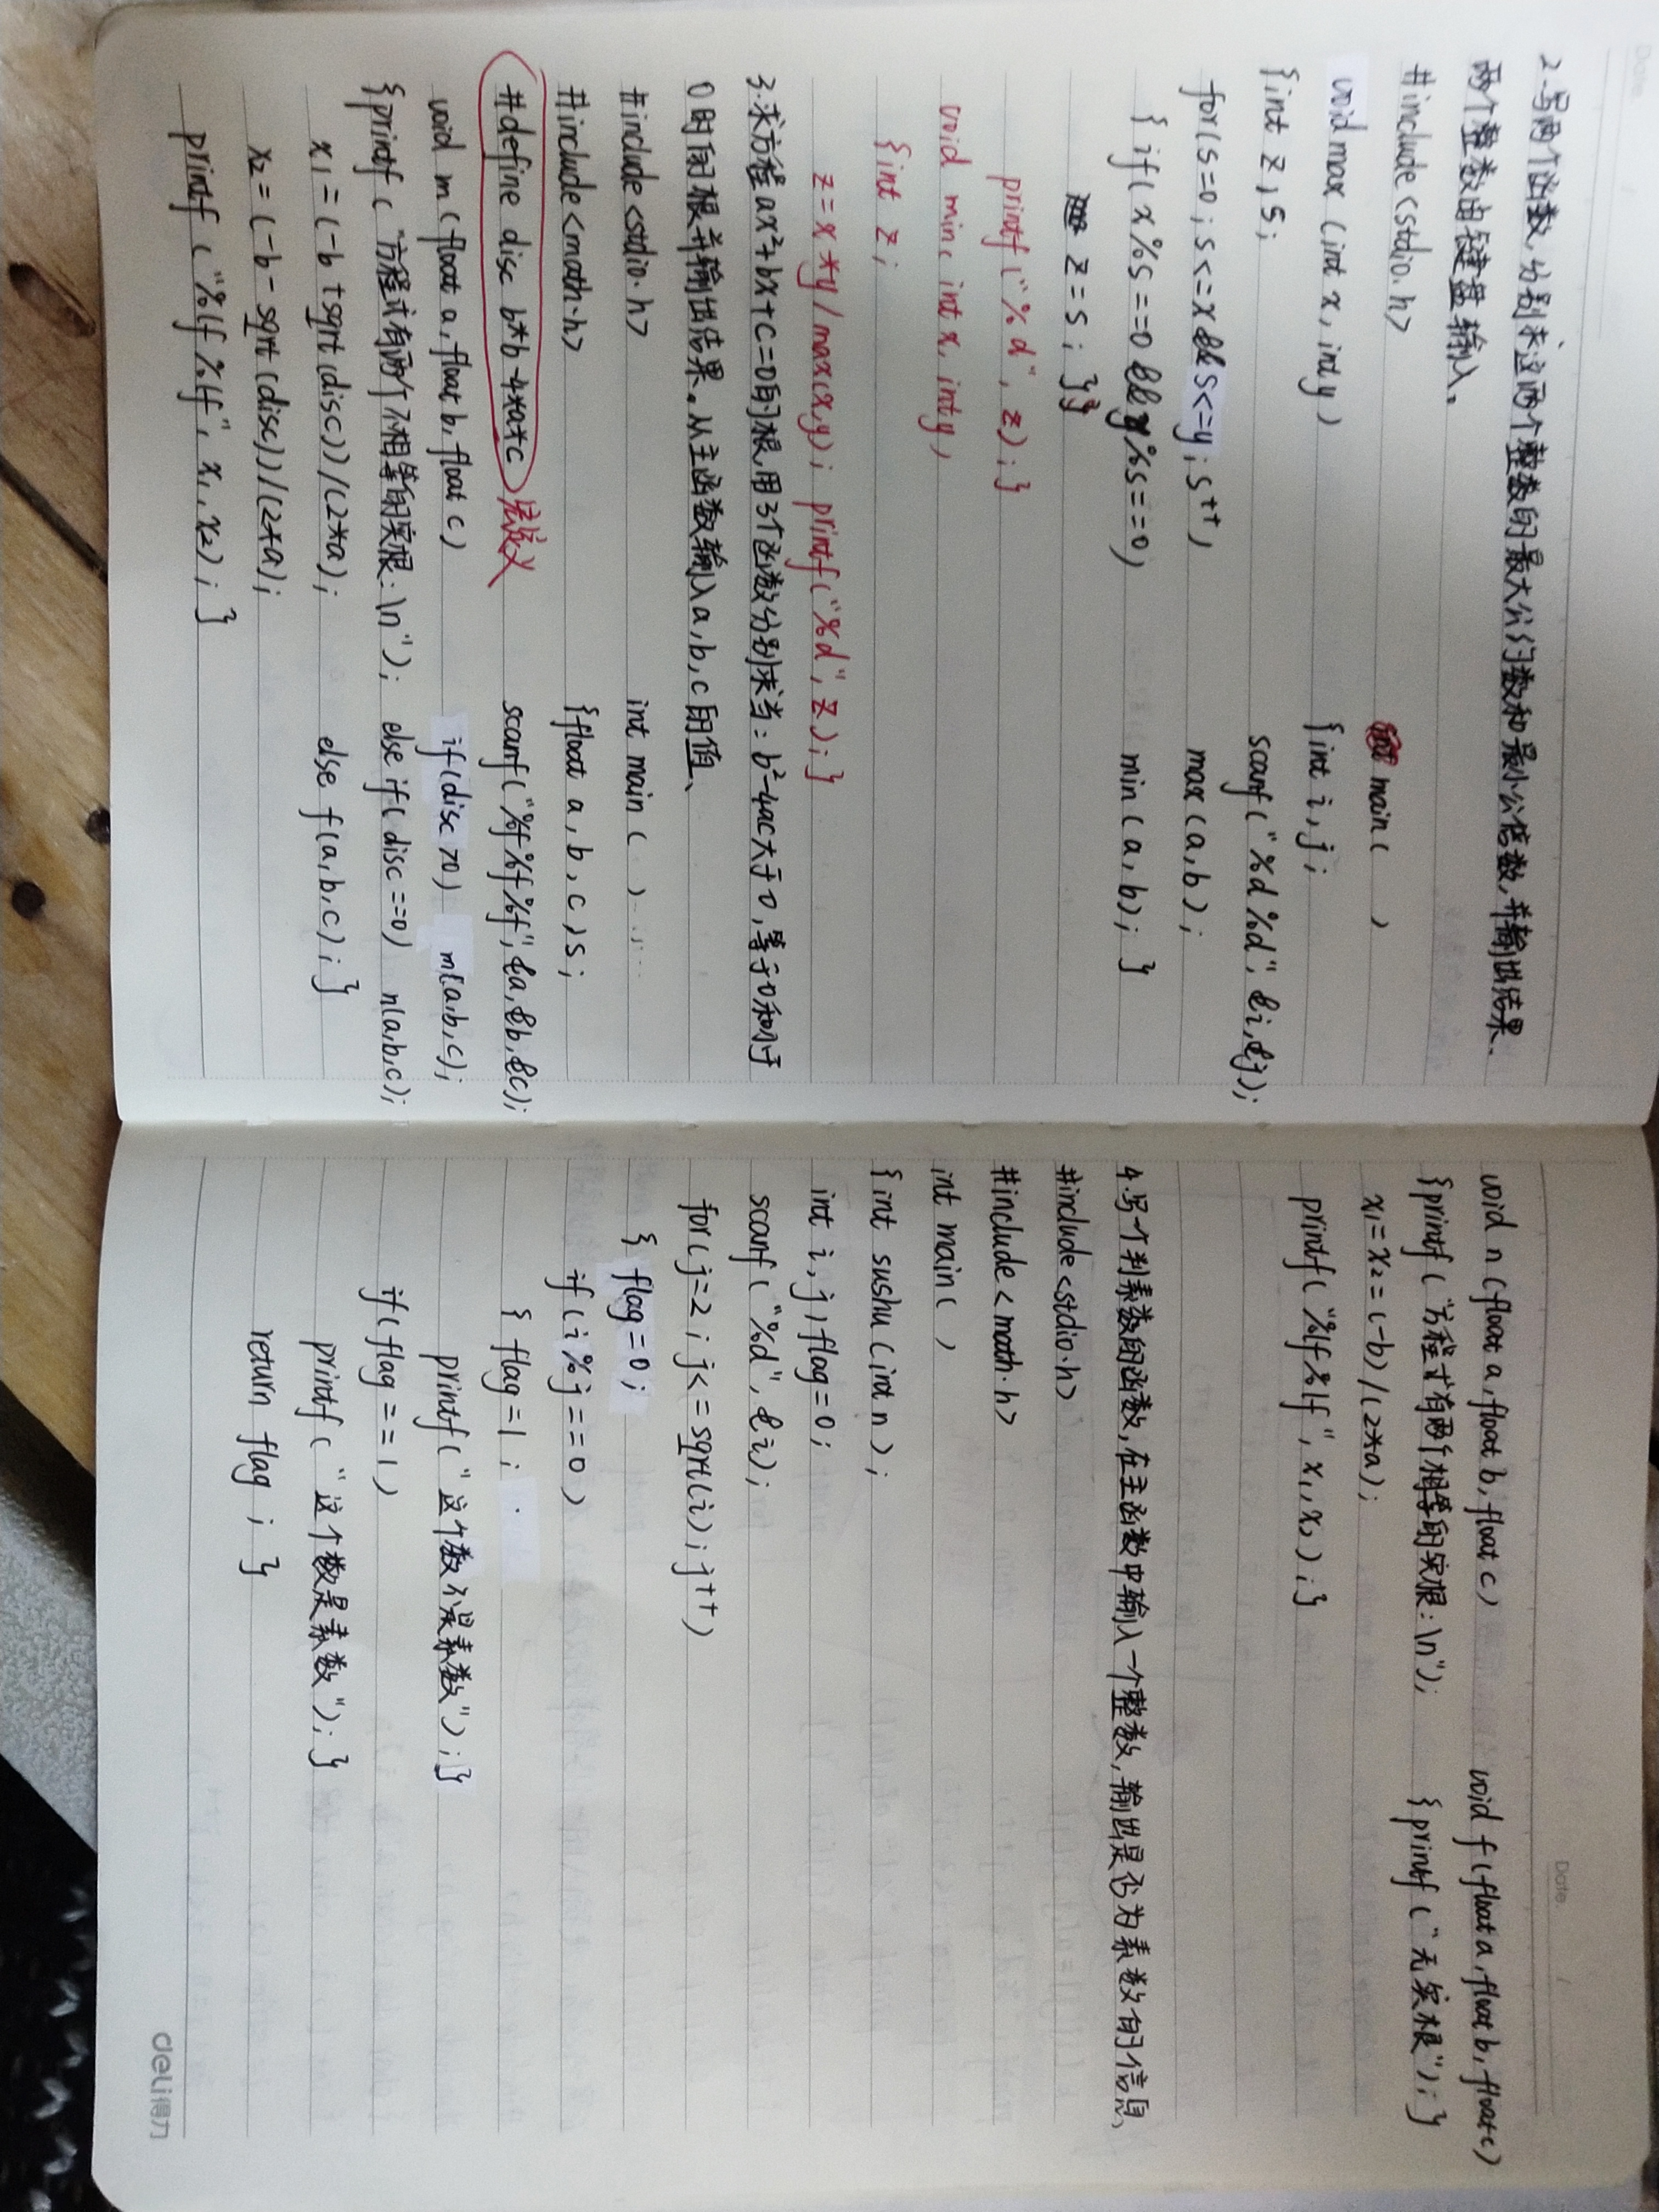 Date
2.写两个函数,分别求这两个整数的最大公约数和最小公倍数,并输出结果.
两个整数由键盘输入。
#include<stdio.h>
void max (int x, int y)
{int z, s;
for(s=0; s<=x&&s<=y; s++)
{ if( x%s==0 && y%s==0)
z=s; }}
printf("%d", z);}
void min( int x, int y)
{int z;
z=x*y/max(x,y); printf("%d", z);}
main( )
{int i, j;
scanf("%d%d", &i,&j);
max(a,b);
min(a,b); }
3.求方程ax²+bx+c=0的根,用3个函数分别求当:b²-4ac大于0,等于0和小于
0时的根并输出结果。从主函数输入a,b,c的值、
#include<stdio.h>
#include<math.h>
#define disc b*b-4*a*c 宏定义
void m(float a, float b, float c)
{printf( "方程式有两个不相等的实根:\n");
x₁=(-b+sqrt(disc))/(2*a);
x₂=(-b-sqrt(disc))/(2*a);
printf("%lf%lf", x₁,x₂);}
int main( )
{float a, b, c, s;
scanf("%f%f%f",&a,&b,&c);
if(disc>0) m(a,b,c);
else if(disc==0) n(a,b,c);
else f(a,b,c);}
Date
void n(float a, float b, float c)
{printf("方程式有两个相等的实根:\n");
x₁=x₂=(-b)/(2*a);
printf("%lf%lf", x₁,x₂);}
void f(float a, float b, float c)
{printf("无实根");}
4.写个判素数的函数,在主函数中输入一个整数,输出是否为素数的信息、
#include<stdio.h>
#include<math.h>
int main( )
{int sushu(int n);
int i, j, flag=0;
scanf("%d", &i);
for(j=2; j<=sqrt(i); j++)
{ flag=0;
if(i%j==0)
{ flag=1;
printf("这个数不是素数");}
if(flag==1)
printf("这个数是素数");}
return flag; }
deli得力